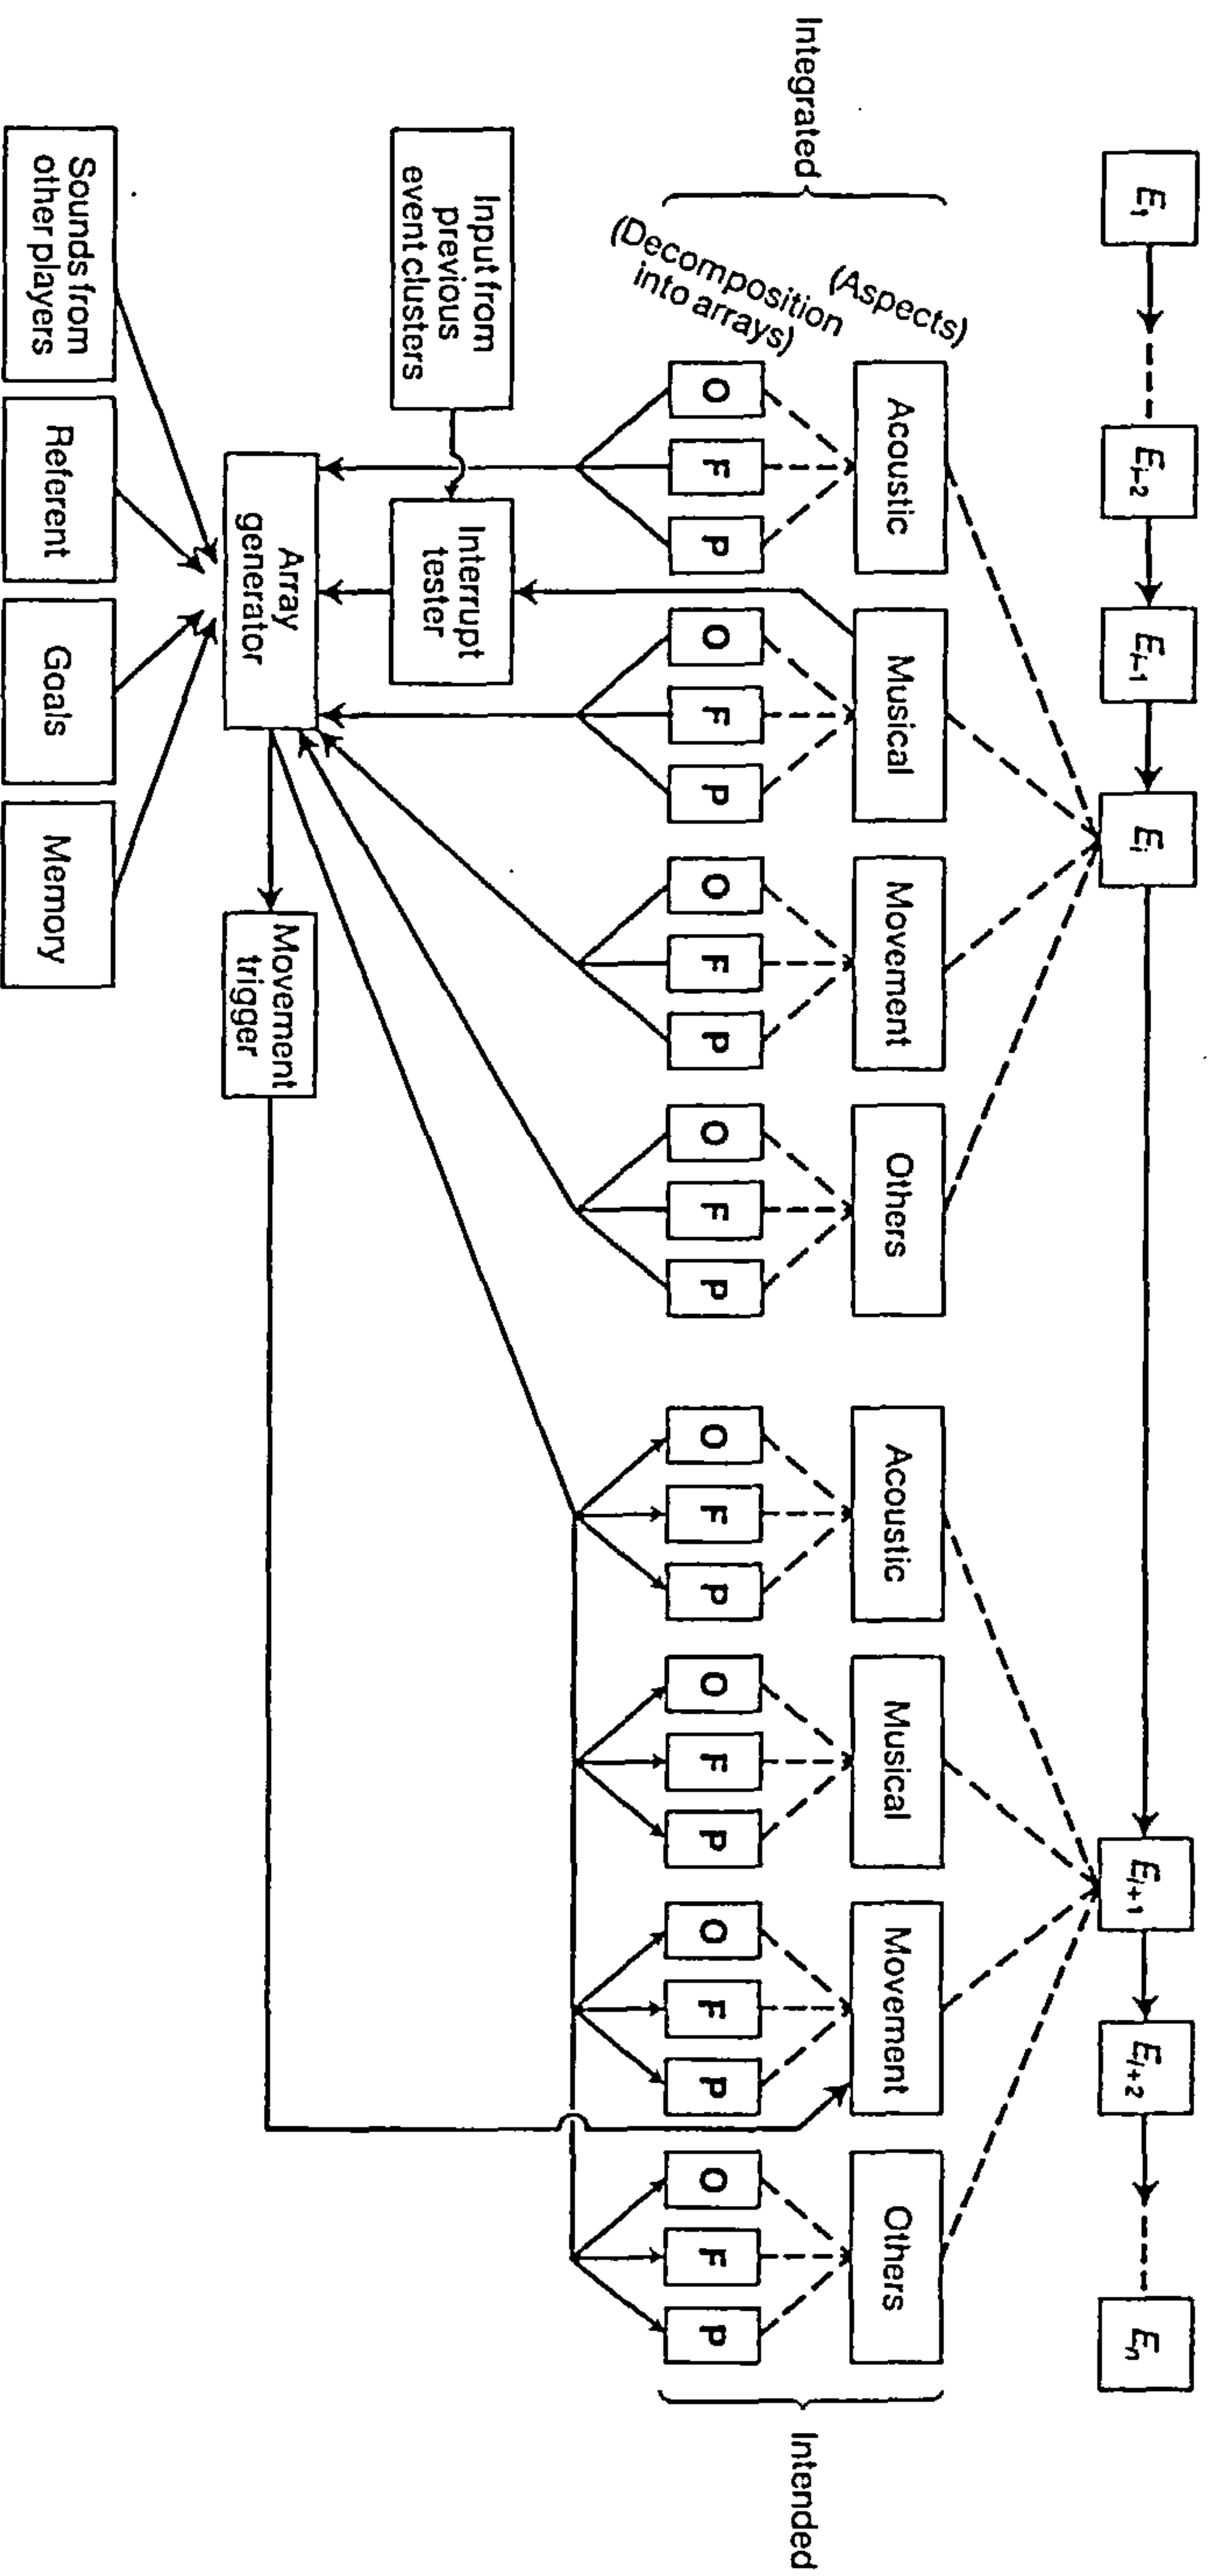 E₁
Eᵢ₋₂
Eᵢ₋₁
Eᵢ
Eᵢ₊₁
Eᵢ₊₂
Eₙ
Integrated
(Aspects)
Acoustic
Musical
Movement
Others
Acoustic
Musical
Movement
Others
Intended
(Decomposition
into arrays)
O
F
P
O
F
P
O
F
P
O
F
P
O
F
P
O
F
P
O
F
P
O
F
P
Input from
previous
event clusters
Interrupt
tester
Array
generator
Movement
trigger
Sounds from
other players
Referent
Goals
Memory